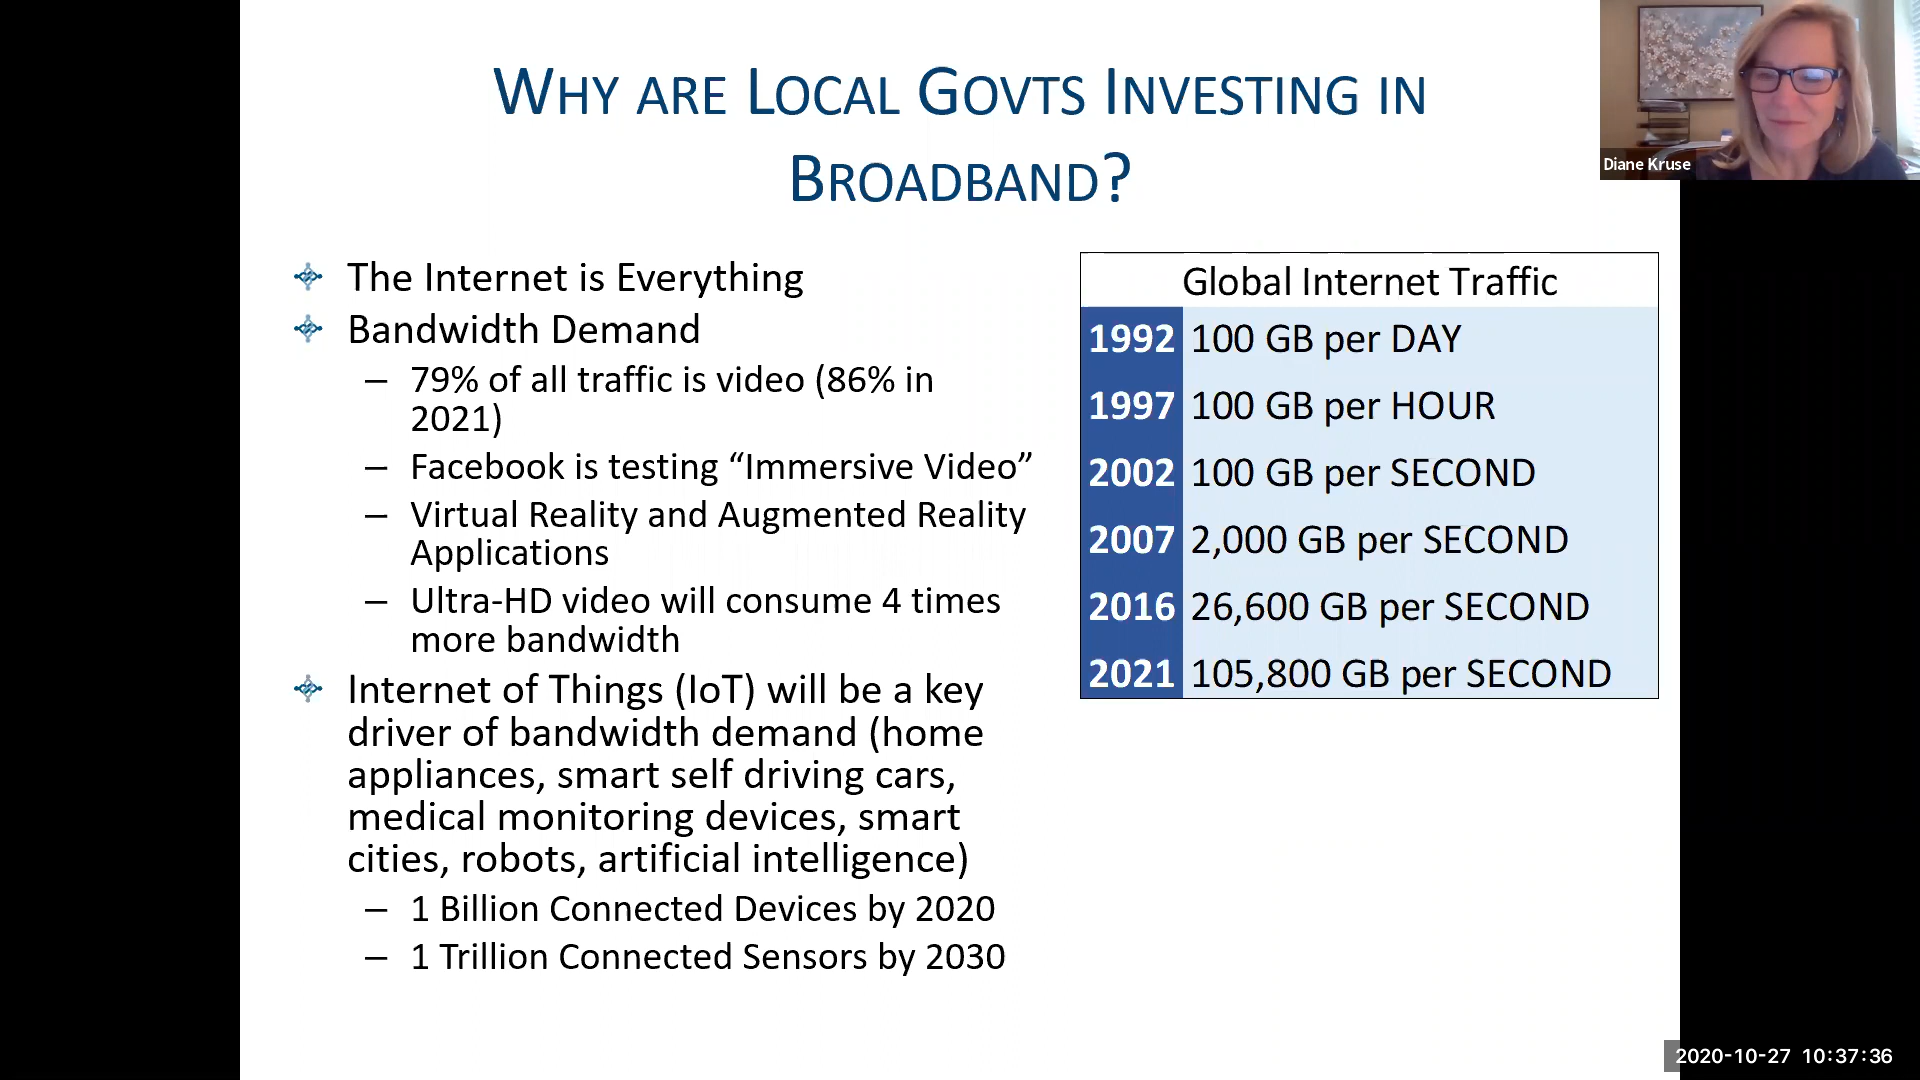 WHY ARE LOCAL GOVTS INVESTING IN
BROADBAND?
The Internet is Everything
Bandwidth Demand
– 79% of all traffic is video (86% in
2021)
– Facebook is testing “Immersive Video”
– Virtual Reality and Augmented Reality
Applications
– Ultra-HD video will consume 4 times
more bandwidth
Internet of Things (IoT) will be a key
driver of bandwidth demand (home
appliances, smart self driving cars,
medical monitoring devices, smart
cities, robots, artificial intelligence)
– 1 Billion Connected Devices by 2020
– 1 Trillion Connected Sensors by 2030
Global Internet Traffic
1992 100 GB per DAY
1997 100 GB per HOUR
2002 100 GB per SECOND
2007 2,000 GB per SECOND
2016 26,600 GB per SECOND
2021 105,800 GB per SECOND
Diane Kruse
2020-10-27 10:37:36